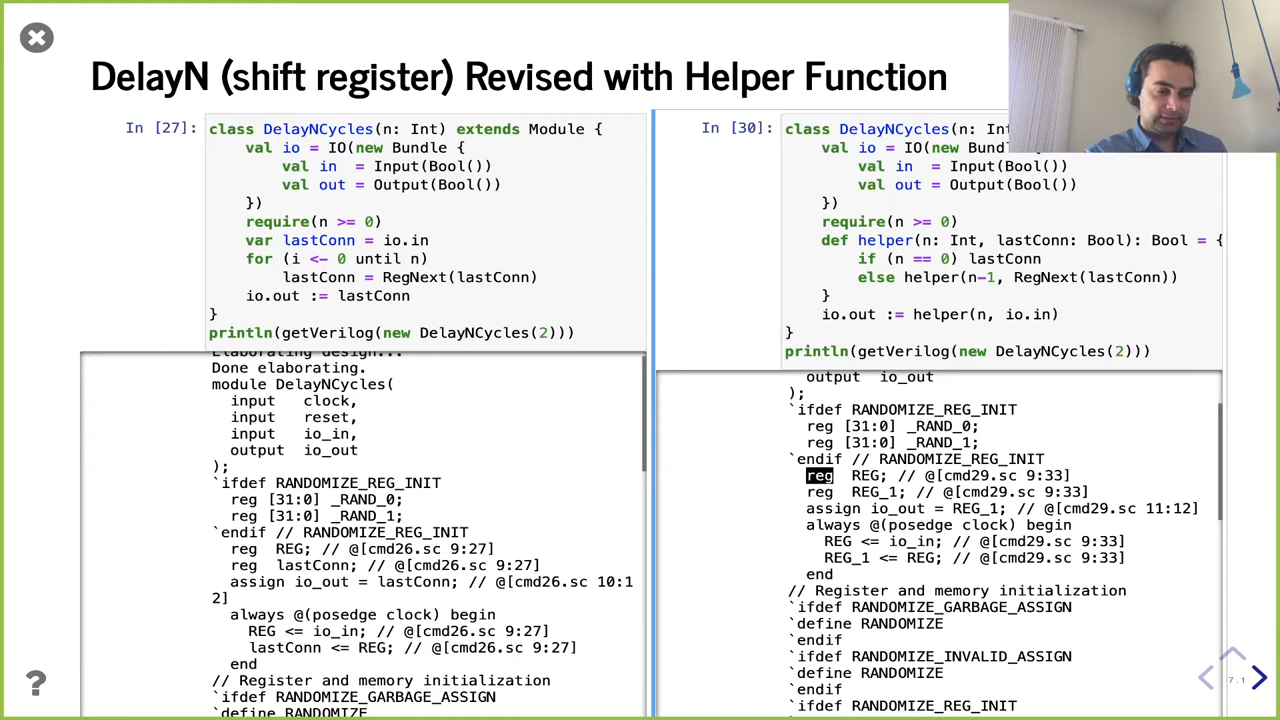 DelayN (shift register) Revised with Helper Function
In [27]:
class DelayNCycles(n: Int) extends Module {
val io = IO(new Bundle {
val in = Input(Bool())
val out = Output(Bool())
})
require(n >= 0)
var lastConn = io.in
for (i <- 0 until n)
lastConn = RegNext(lastConn)
io.out := lastConn
}
println(getVerilog(new DelayNCycles(2)))
Elaborating design...
Done elaborating.
module DelayNCycles(
input clock,
input reset,
input io_in,
output io_out
);
`ifdef RANDOMIZE_REG_INIT
reg [31:0] _RAND_0;
reg [31:0] _RAND_1;
`endif // RANDOMIZE_REG_INIT
reg REG; // @[cmd26.sc 9:27]
reg lastConn; // @[cmd26.sc 9:27]
assign io_out = lastConn; // @[cmd26.sc 10:1
2]
always @(posedge clock) begin
REG <= io_in; // @[cmd26.sc 9:27]
lastConn <= REG; // @[cmd26.sc 9:27]
end
// Register and memory initialization
`ifdef RANDOMIZE_GARBAGE_ASSIGN
`define RANDOMIZE
In [30]:
class DelayNCycles(n: Int
val io = IO(new Bundle {
val in = Input(Bool())
val out = Output(Bool())
})
require(n >= 0)
def helper(n: Int, lastConn: Bool): Bool = {
if (n == 0) lastConn
else helper(n-1, RegNext(lastConn))
}
io.out := helper(n, io.in)
}
println(getVerilog(new DelayNCycles(2)))
output io_out
);
`ifdef RANDOMIZE_REG_INIT
reg [31:0] _RAND_0;
reg [31:0] _RAND_1;
`endif // RANDOMIZE_REG_INIT
reg REG; // @[cmd29.sc 9:33]
reg REG_1; // @[cmd29.sc 9:33]
assign io_out = REG_1; // @[cmd29.sc 11:12]
always @(posedge clock) begin
REG <= io_in; // @[cmd29.sc 9:33]
REG_1 <= REG; // @[cmd29.sc 9:33]
end
// Register and memory initialization
`ifdef RANDOMIZE_GARBAGE_ASSIGN
`define RANDOMIZE
`endif
`ifdef RANDOMIZE_INVALID_ASSIGN
`define RANDOMIZE
`endif
`ifdef RANDOMIZE_REG_INIT
?
7.1